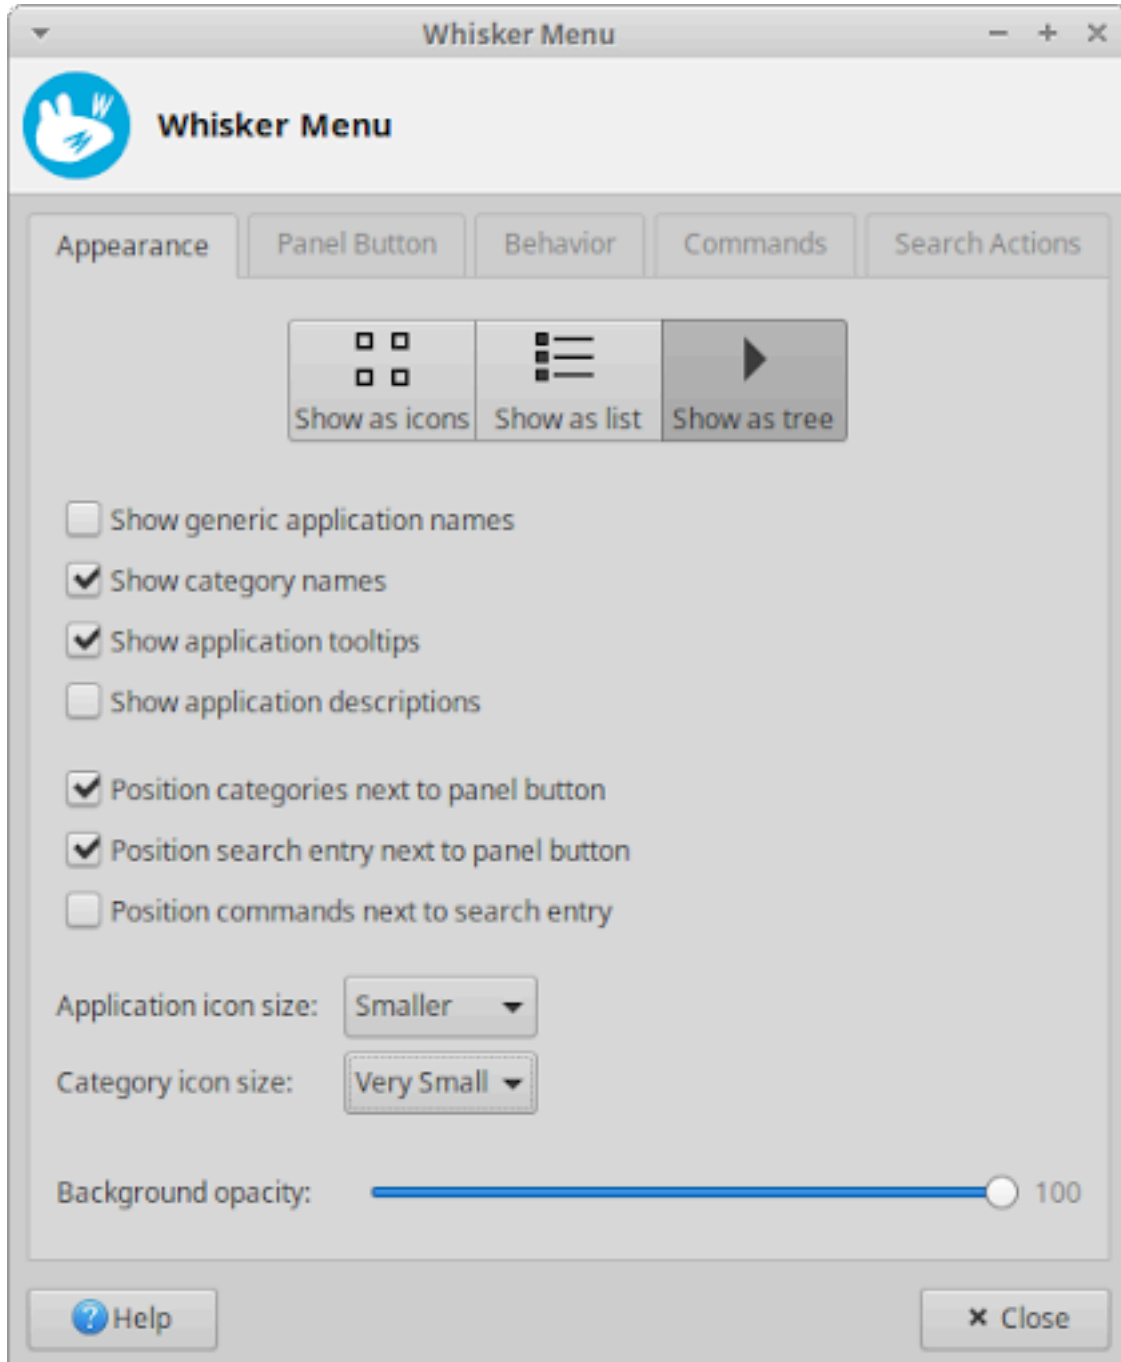 Whisker Menu
Whisker Menu
Appearance Panel Button Behavior Commands Search Actions
Show as icons Show as list Show as tree
Show generic application names
Show category names
Show application tooltips
Show application descriptions
Position categories next to panel button
Position search entry next to panel button
Position commands next to search entry
Application icon size: Smaller
Category icon size: Very Small
Background opacity: 100
Help Close